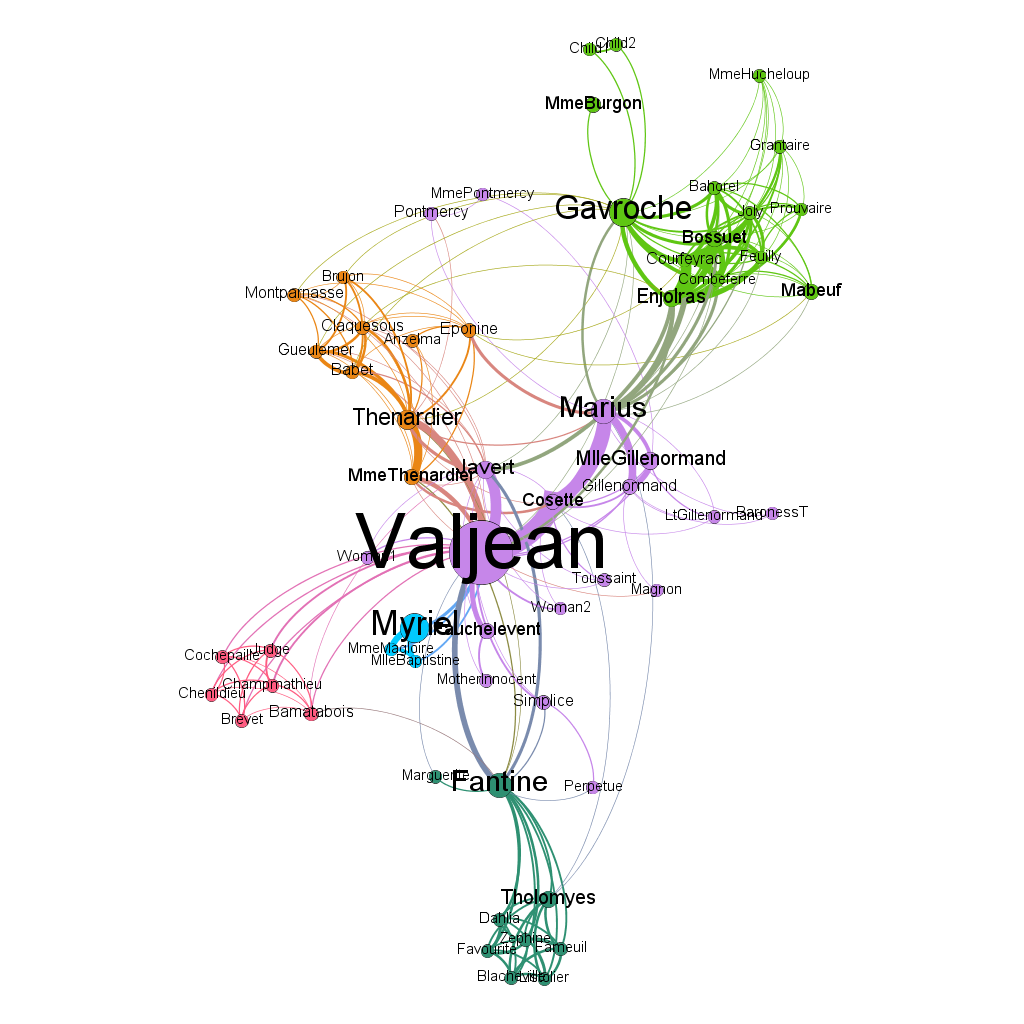 Child1
Child2
MmeHucheloup
MmeBurgon
Grantaire
Bahorel
MmePontmercy
Pontmercy
Gavroche
Joly
Prouvaire
Bossuet
Courfeyrac
Feuilly
Combeferre
Brujon
Montparnasse
Enjolras
Mabeuf
Claquesous
Eponine
Anzelma
Gueulemer
Babet
Thenardier
Marius
MlleGillenormand
Javert
MmeThenardier
Gillenormand
Cosette
LtGillenormand
BaronessT
Valjean
Woman1
Toussaint
Magnon
Woman2
Myriel
Fauchelevent
MmeMagloire
MlleBaptistine
Judge
Cochepaille
MotherInnocent
Champmathieu
Chenildieu
Simplice
Bamatabois
Brevet
Marguerite
Fantine
Perpetue
Tholomyes
Dahlia
Zephine
Favourite
Fameuil
Blacheville
Listolier